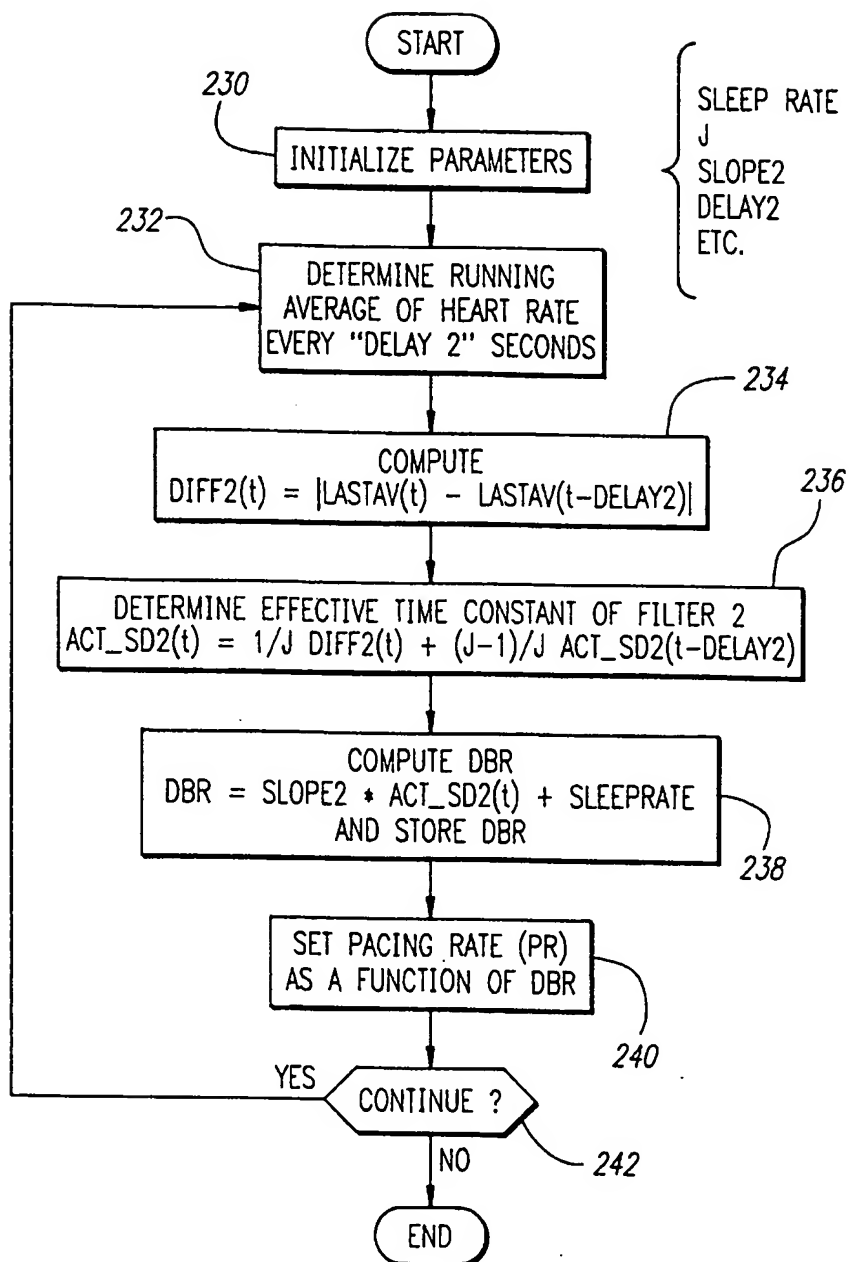 START
230
SLEEP RATE
J
SLOPE2
DELAY2
ETC.
INITIALIZE PARAMETERS
232
DETERMINE RUNNING
AVERAGE OF HEART RATE
EVERY "DELAY 2" SECONDS
234
COMPUTE
DIFF2(t) = |LASTAV(t) - LASTAV(t-DELAY2)|
236
DETERMINE EFFECTIVE TIME CONSTANT OF FILTER 2
ACT_SD2(t) = 1/J DIFF2(t) + (J-1)/J ACT_SD2(t-DELAY2)
COMPUTE DBR
DBR = SLOPE2 * ACT_SD2(t) + SLEEPRATE
AND STORE DBR
238
SET PACING RATE (PR)
AS A FUNCTION OF DBR
240
YES
CONTINUE ?
242
NO
END